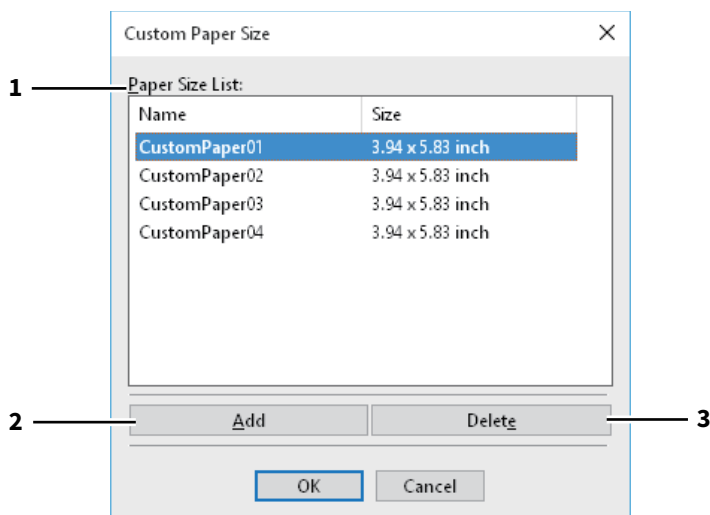 Custom Paper Size
1
Paper Size List:
Name Size
CustomPaper01 3.94 x 5.83 inch
CustomPaper02 3.94 x 5.83 inch
CustomPaper03 3.94 x 5.83 inch
CustomPaper04 3.94 x 5.83 inch
2 Add Delete 3
OK Cancel